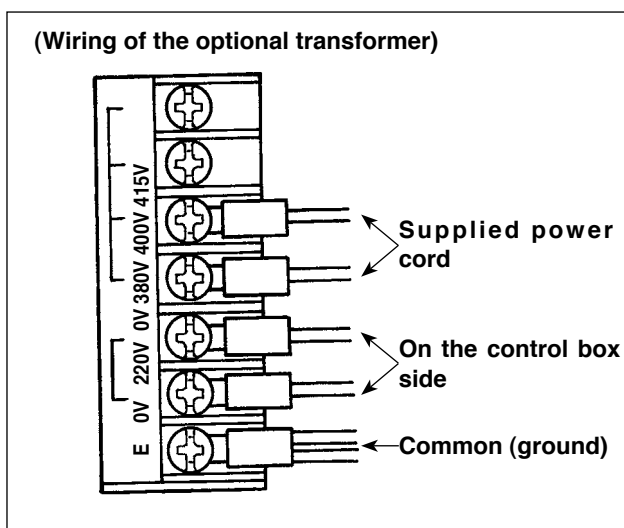 (Wiring of the optional transformer)
415V
400V
380V
0V
220V
0V
E
Supplied power
cord
On the control box
side
Common (ground)